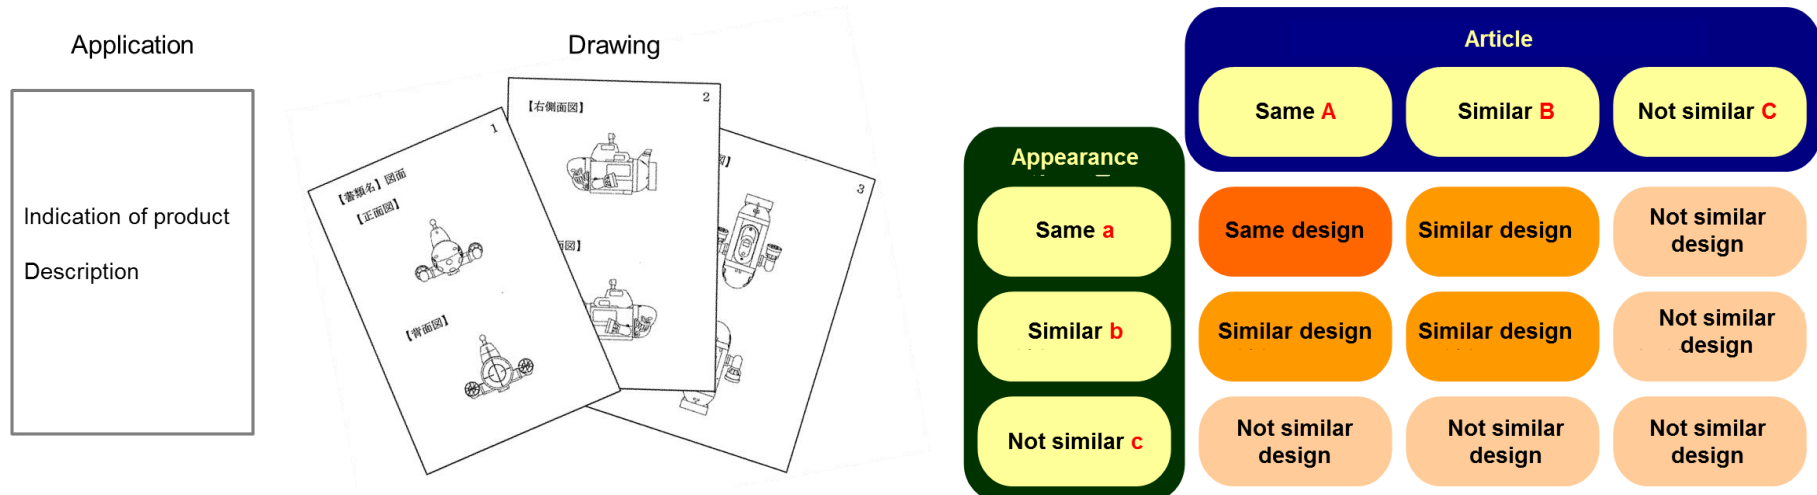 Application
Indication of product
Description
Drawing
1
【書類名】図面
【正面図】
【背面図】
2
【右側面図】
面図】
3
図】
Article
Same A
Similar B
Not similar C
Appearance
Same a
Same design
Similar design
Not similar
design
Similar b
Similar design
Similar design
Not similar
design
Not similar c
Not similar
design
Not similar
design
Not similar
design